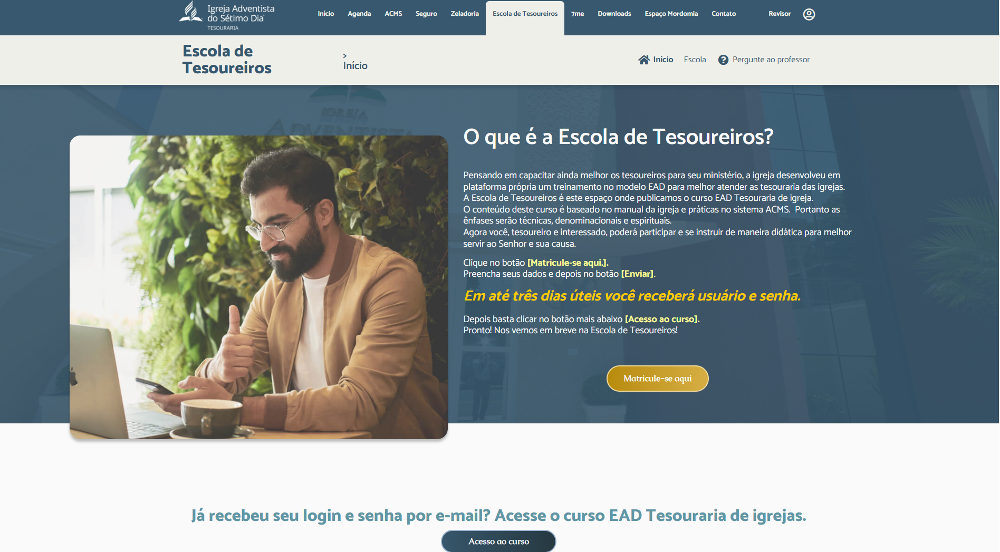 Igreja Adventista
do Sétimo Dia
TESOURARIA
Início
Agenda
ACMS
Seguro
Zeladoria
Escola de Tesoureiros
7me
Downloads
Espaço Mordomia
Contato
Revisor
Escola de
Tesoureiros
>
Início
Início
Escola
Pergunte ao professor
IGREJA
ADVENTISTA
O que é a Escola de Tesoureiros?
Pensando em capacitar ainda melhor os tesoureiros para seu ministério, a igreja desenvolveu em
plataforma própria um treinamento no modelo EAD para melhor atender as tesouraria das igrejas.
A Escola de Tesoureiros é este espaço onde publicamos o curso EAD Tesouraria de igreja.
O conteúdo deste curso é baseado no manual da igreja e práticas no sistema ACMS.  Portanto as
ênfases serão técnicas, denominacionais e espirituais.
Agora você, tesoureiro e interessado, poderá participar e se instruir de maneira didática para melhor
servir ao Senhor e sua causa.
Clique no botão [Matricule-se aqui.].
Preencha seus dados e depois no botão [Enviar].
Em até três dias úteis você receberá usuário e senha.
Depois basta clicar no botão mais abaixo [Acesso ao curso].
Pronto! Nos vemos em breve na Escola de Tesoureiros!
Matricule-se aqui
Já recebeu seu login e senha por e-mail? Acesse o curso EAD Tesouraria de igrejas.
Acesso ao curso